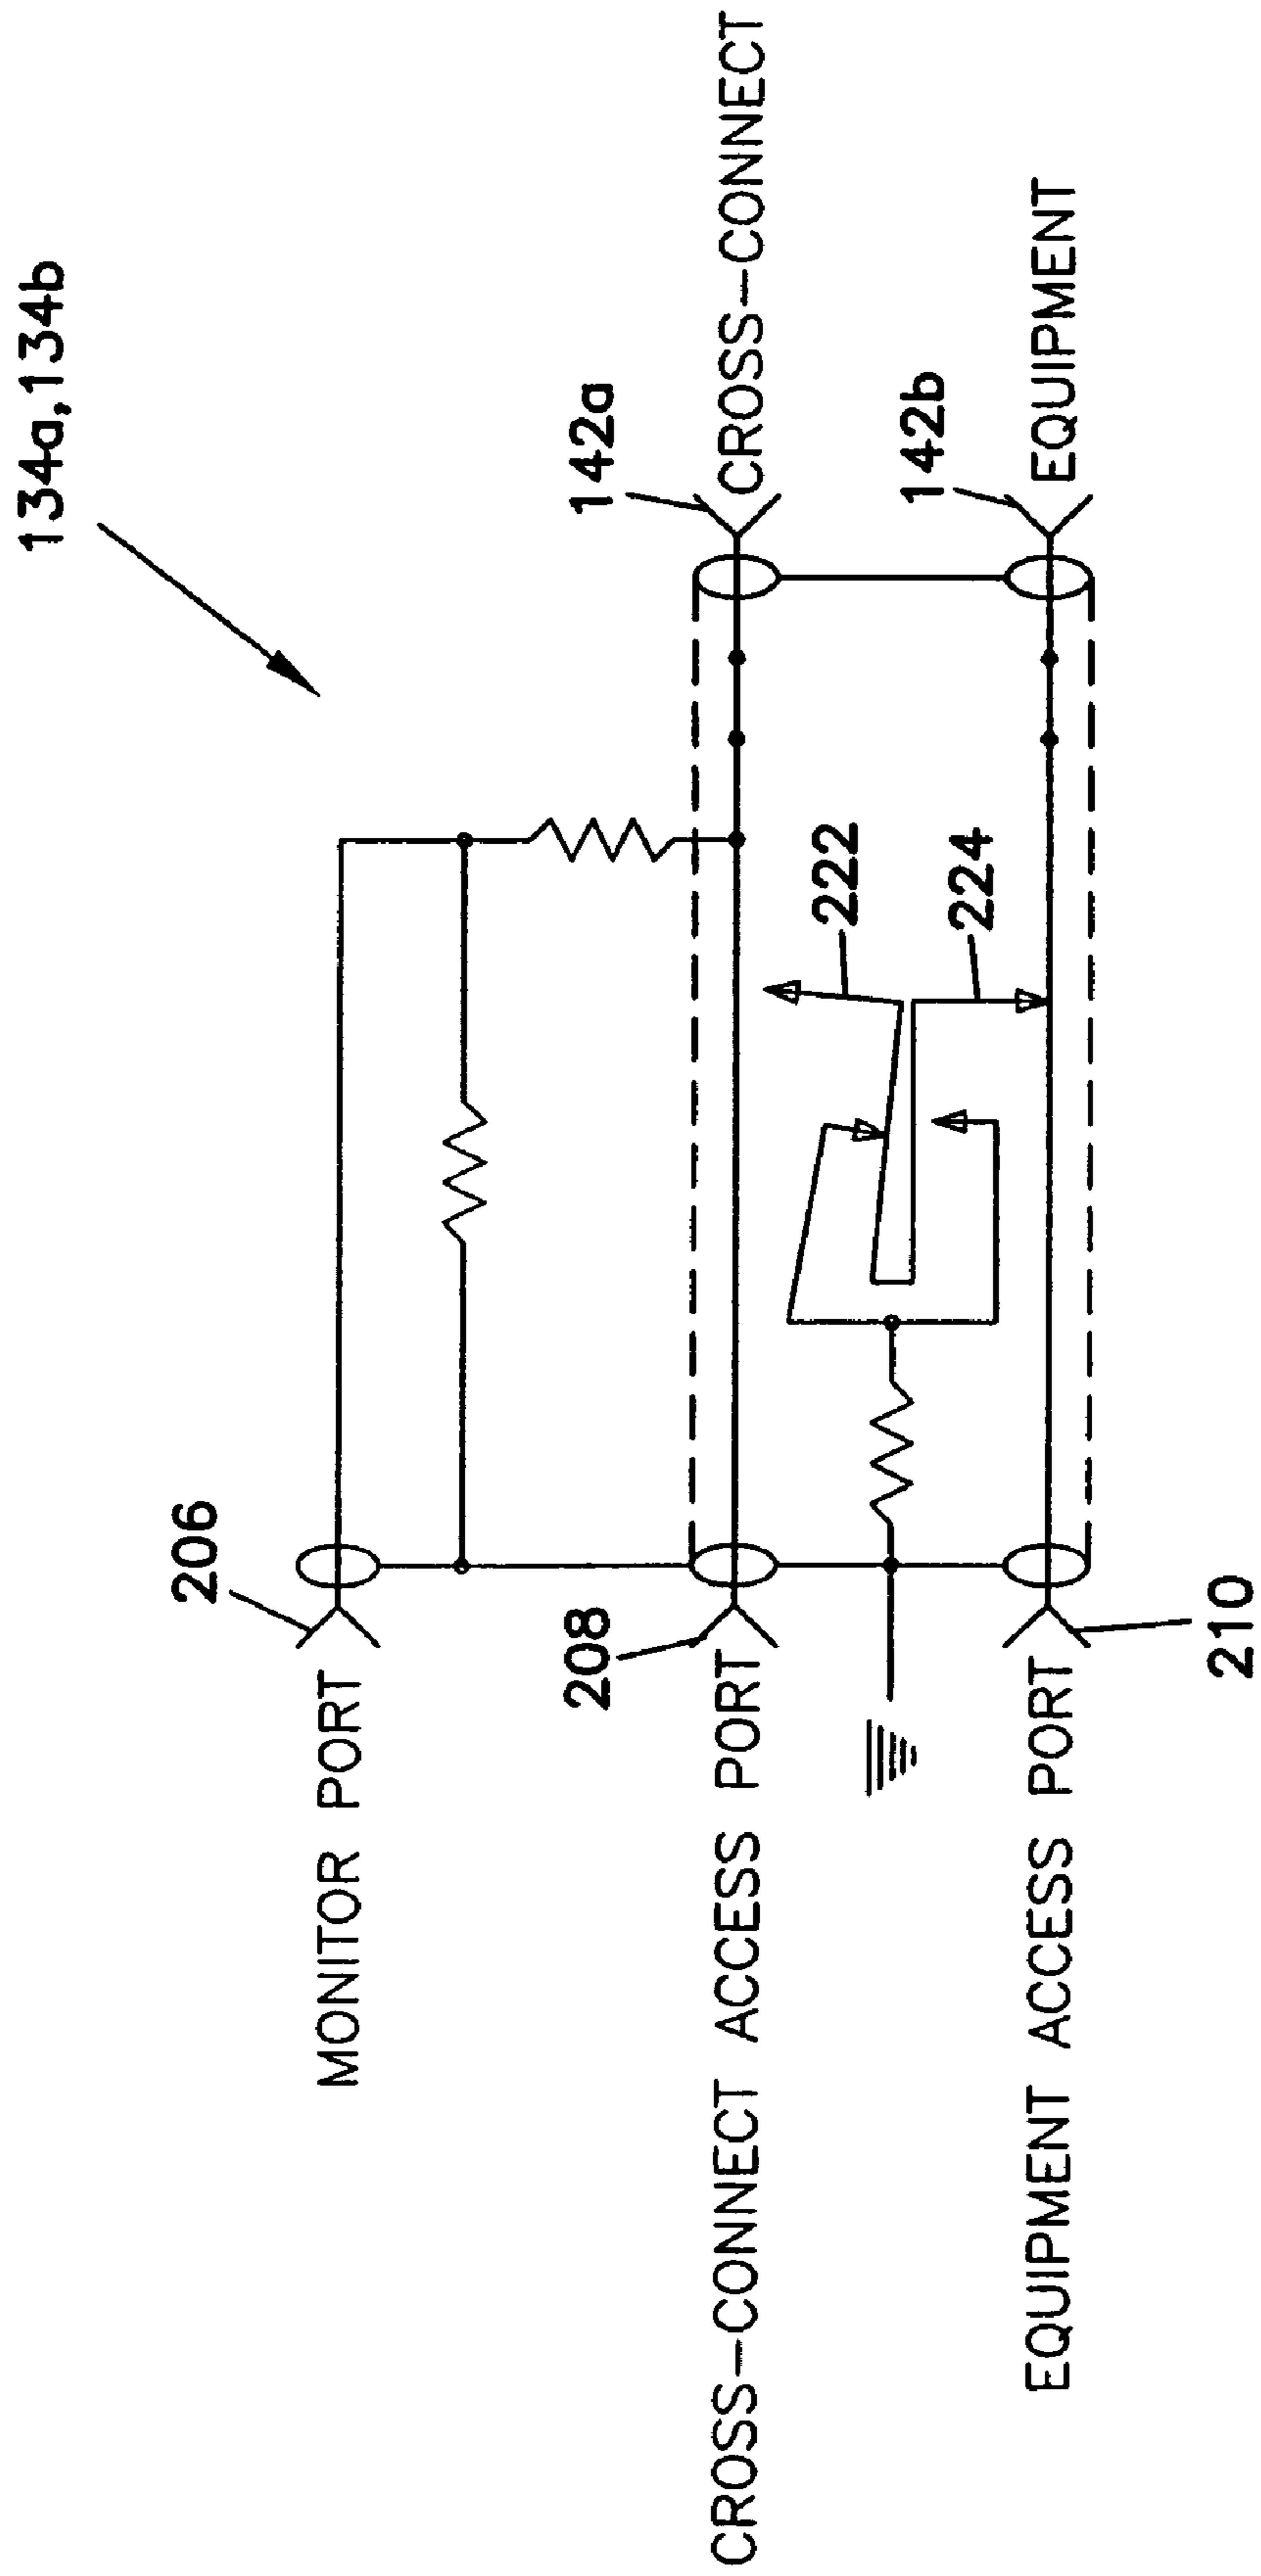 134a,134b
206
MONITOR PORT
142a
208
CROSS-CONNECT ACCESS PORT
CROSS-CONNECT
222
142b
224
EQUIPMENT ACCESS PORT
EQUIPMENT
210